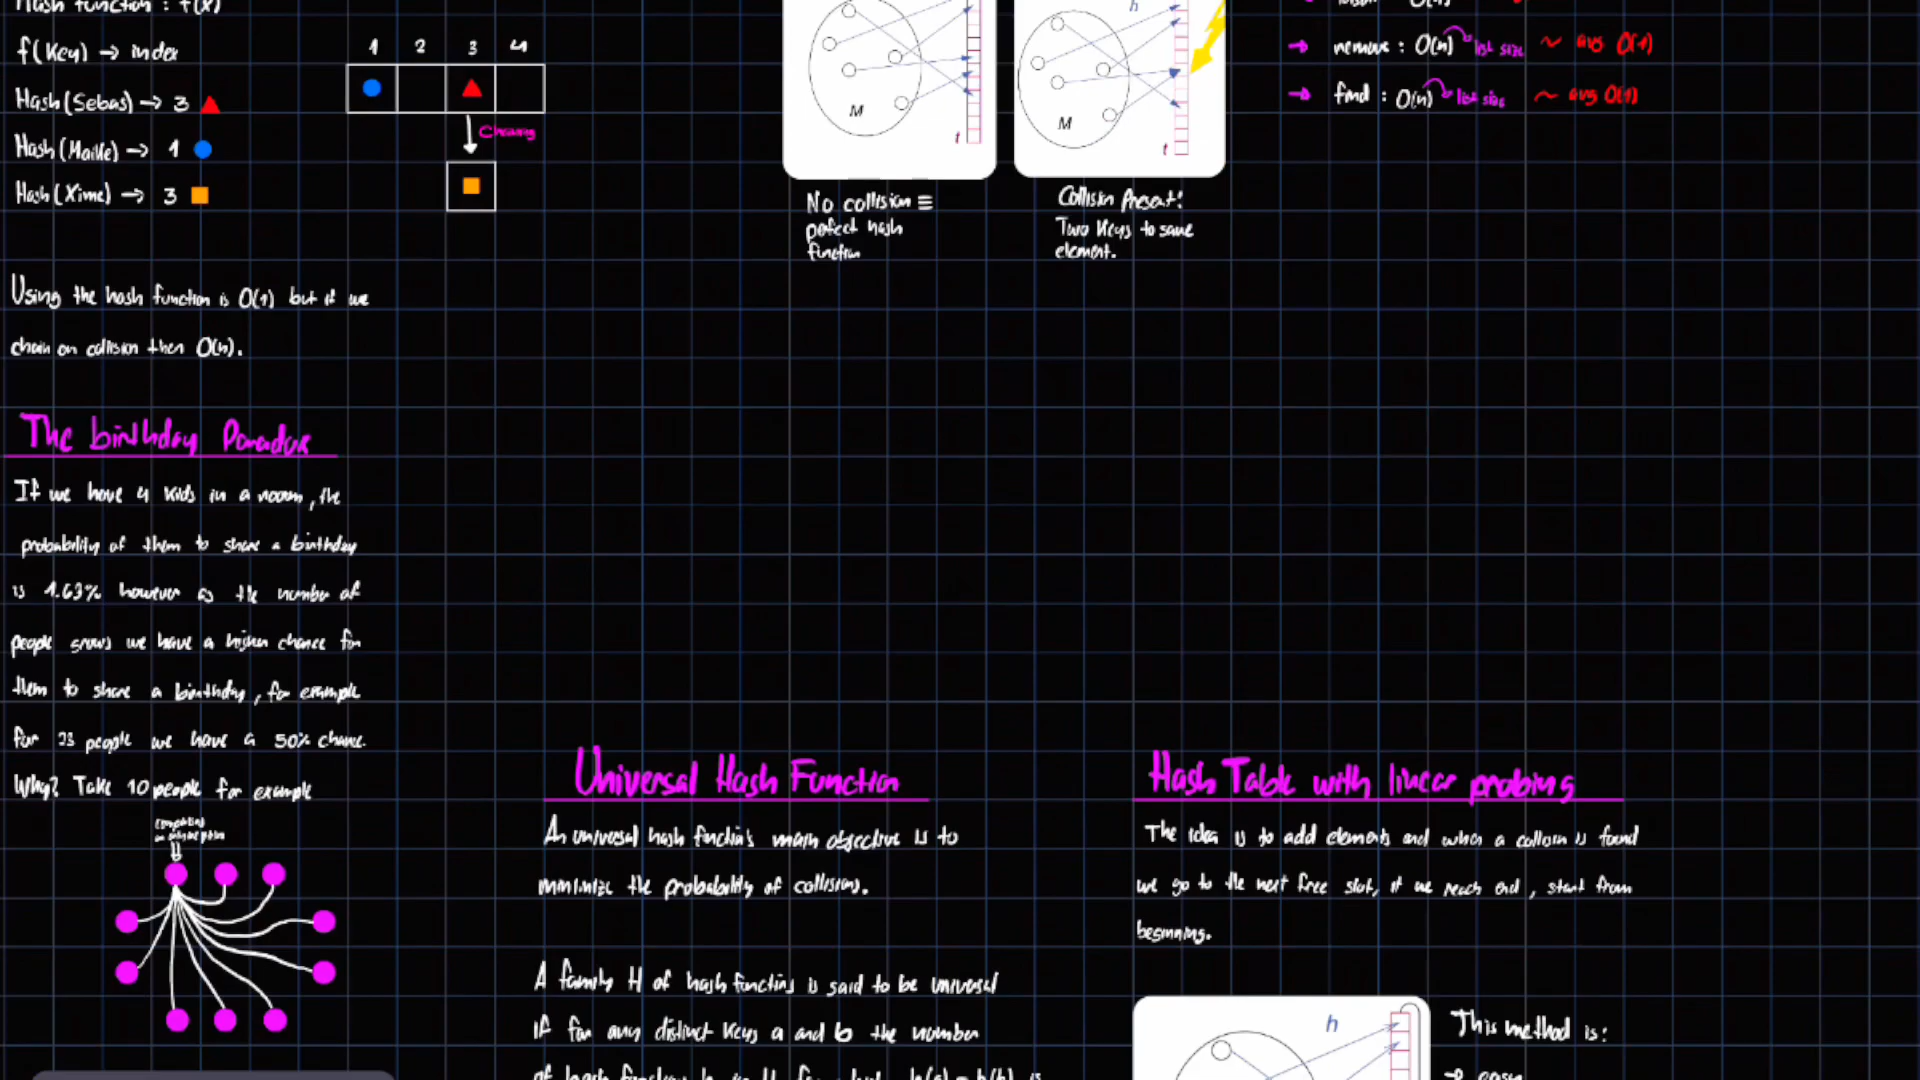 Hash function : f(x)
f(Key) → index
Hash(Sebas) → 3
Hash(Maike) → 1
Hash(Xime) → 3
1 2 3 4
Chaining
Using the hash function is O(1) but if we
chain on collision then O(n).
The birthday Paradox
If we have 4 kids in a room, the
probability of them to share a birthday
is 1.63% however as the number of
people grows we have a higher chance for
them to share a birthday, for example
for 23 people we have a 50% chance.
Why? Take 10 people for example
M
t
No collision ≡
perfect hash
function
h
M
t
Collision Present!
Two Keys to same
element.
→ remove : O(n) list size ~ avg O(1)
→ find : O(n) list size ~ avg O(1)
Universal Hash Function
An universal hash function's main objective is to
minimize the probability of collisions.
A family H of hash functions is said to be universal
if for any distinct keys a and b the number
Hash Table with linear probing
The idea is to add elements and when a collision is found
we go to the next free slot, if we reach end, start from
beginning.
h
This method is:
→ easy